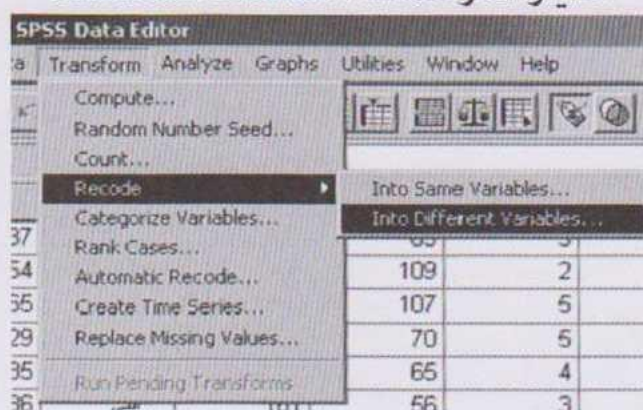 SPSS Data Editor
Transform Analyze Graphs Utilities Window Help
Compute...
Random Number Seed...
Count...
Recode
Into Same Variables...
Categorize Variables...
Into Different Variables...
Rank Cases...
Automatic Recode...
109 2
Create Time Series...
107 5
Replace Missing Values...
70 5
Run Pending Transforms
65 4
56 3